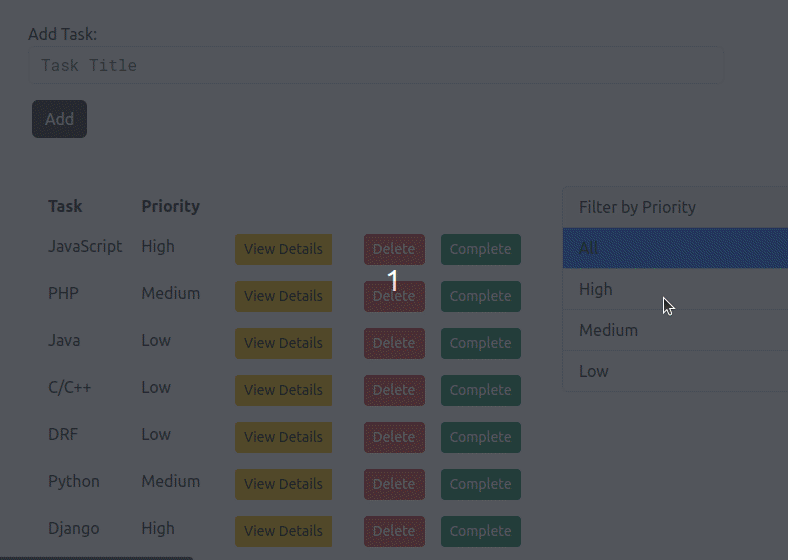 Add Task:
Task Title
Add
Task Priority
JavaScript High View Details Delete Complete
PHP Medium View Details Delete Complete
Java Low View Details Delete Complete
C/C++ Low View Details Delete Complete
DRF Low View Details Delete Complete
Python Medium View Details Delete Complete
Django High View Details Delete Complete
1
Filter by Priority
All
High
Medium
Low